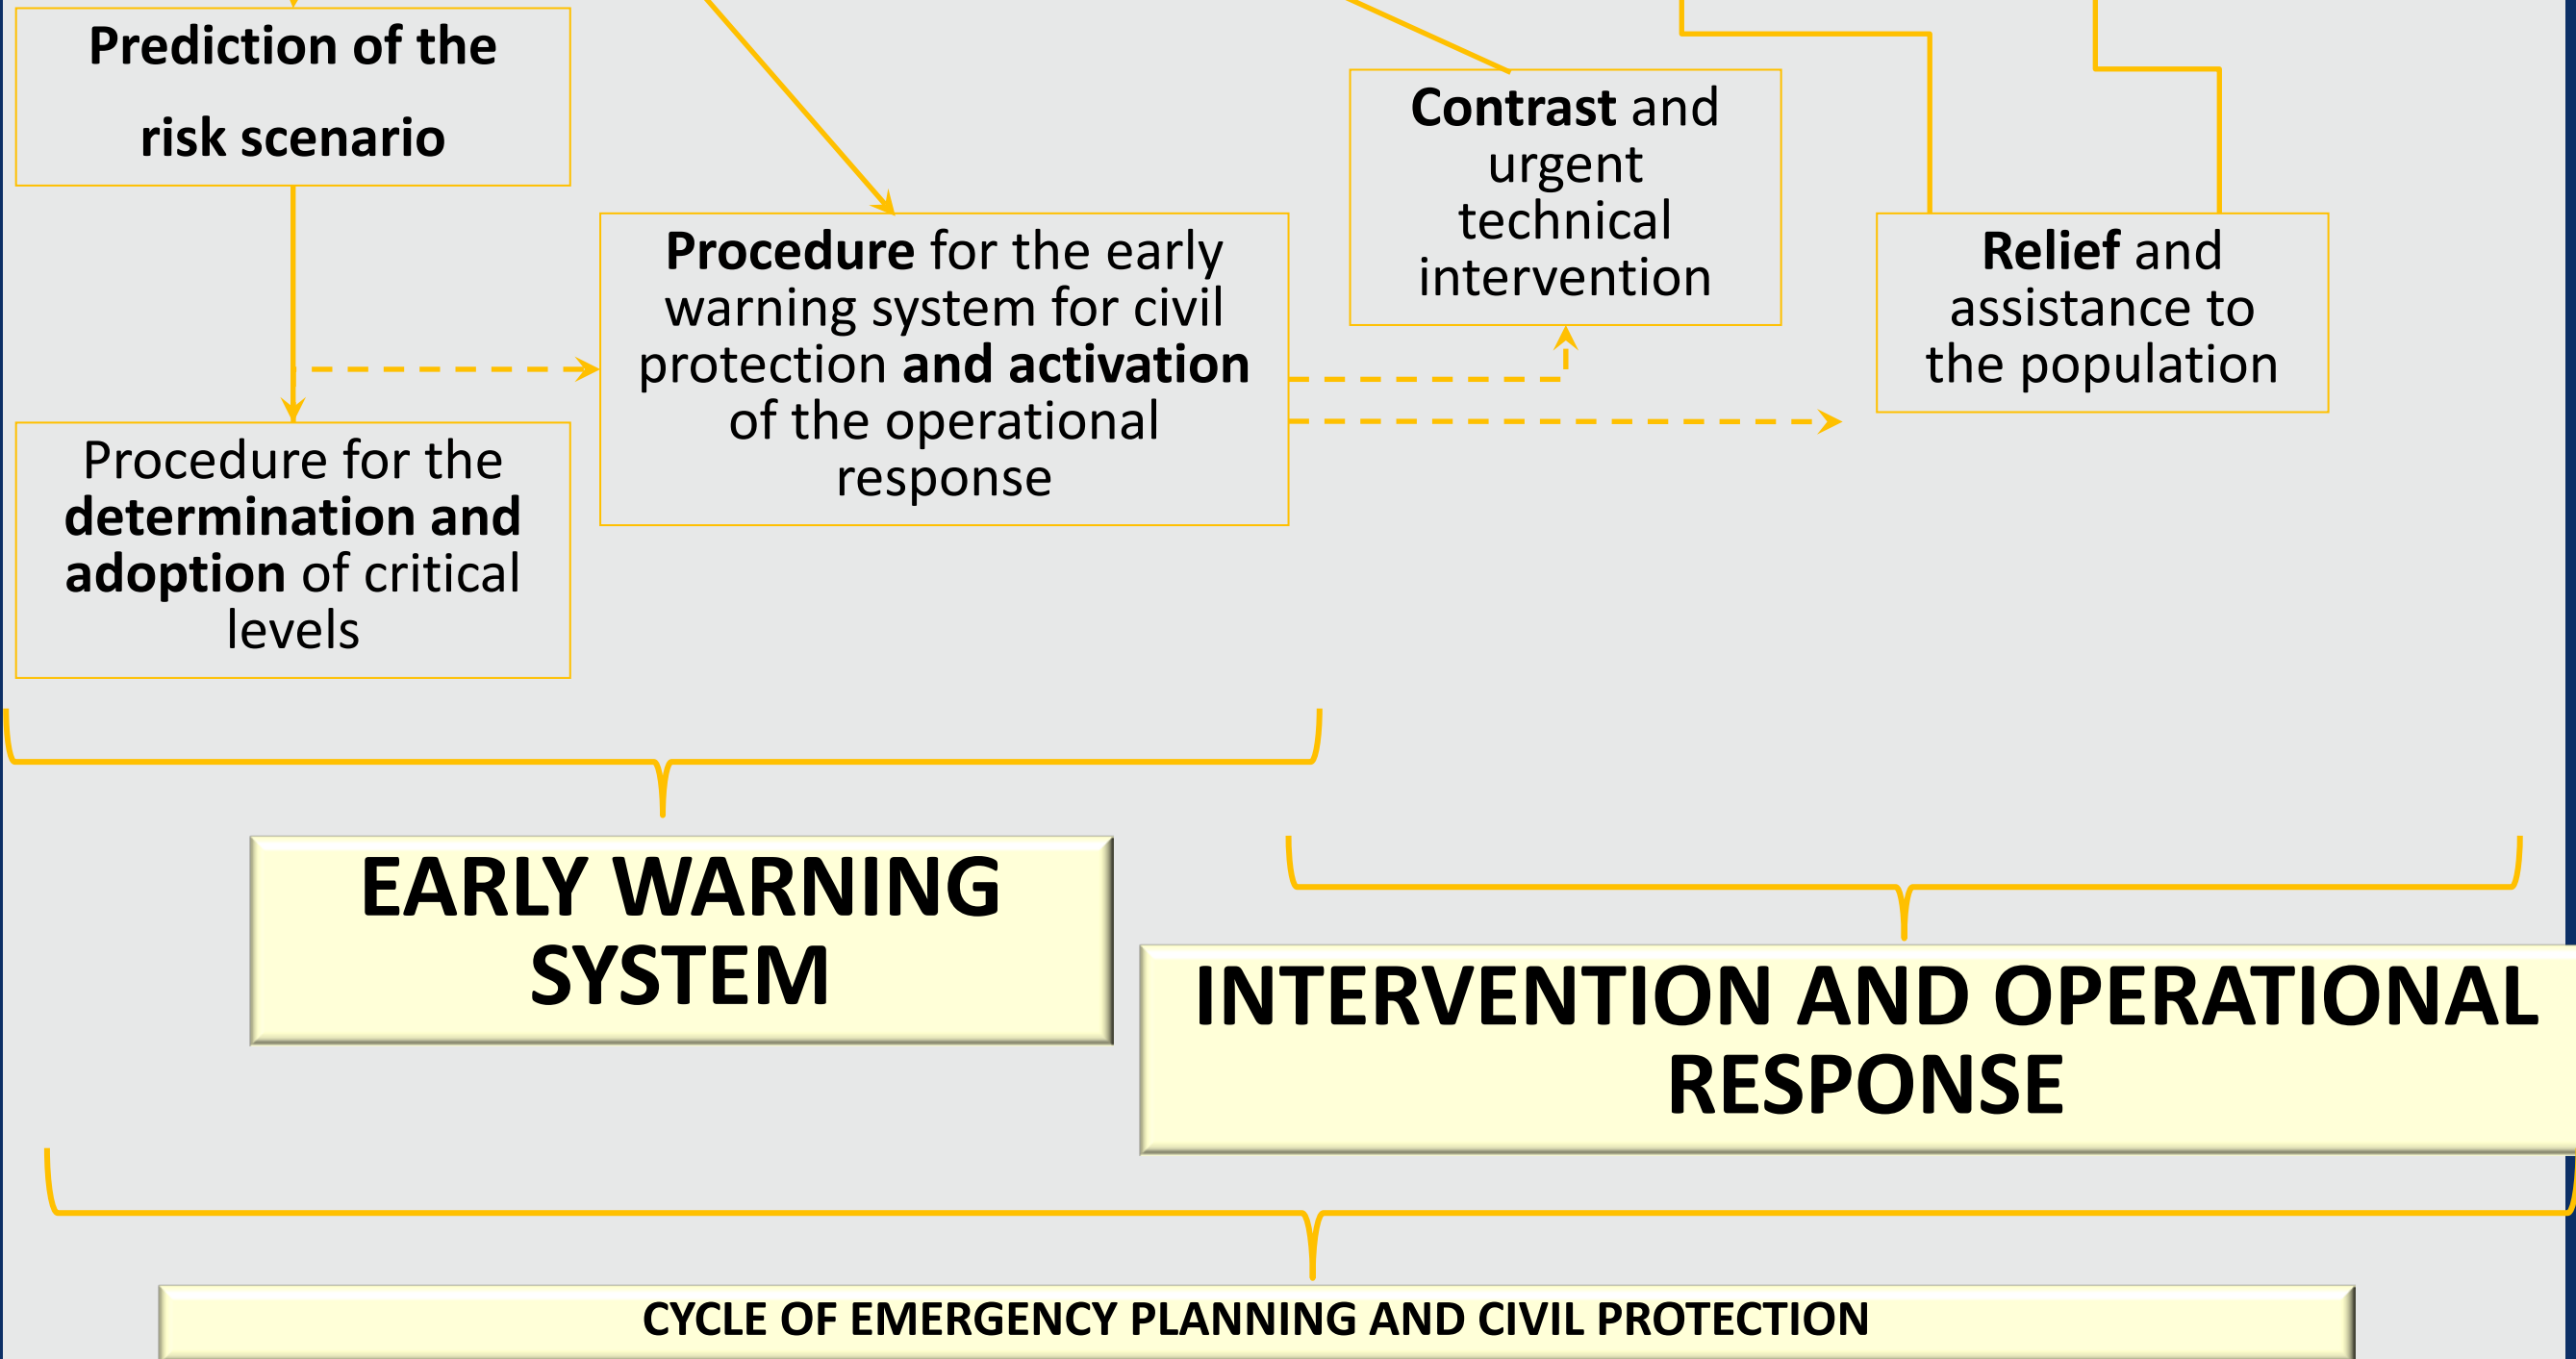 Prediction of the
risk scenario
Contrast and
urgent
technical
intervention
Procedure for the early
warning system for civil
protection and activation
of the operational
response
Relief and
assistance to
the population
Procedure for the
determination and
adoption of critical
levels
EARLY WARNING
SYSTEM
INTERVENTION AND OPERATIONAL
RESPONSE
CYCLE OF EMERGENCY PLANNING AND CIVIL PROTECTION